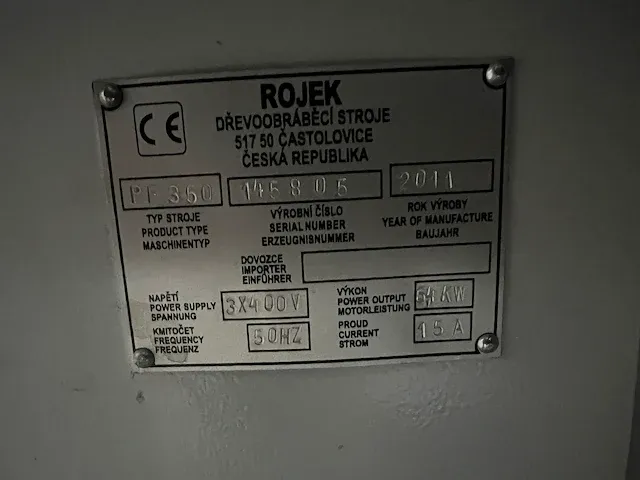 CE
ROJEK
DŘEVOOBRÁBĚCÍ STROJE
517 50 ČASTOLOVICE
ČESKÁ REPUBLIKA
PF 350
145805
2011
TYP STROJE
PRODUCT TYPE
MASCHINENTYP
VÝROBNÍ ČÍSLO
SERIAL NUMBER
ERZEUGNISNUMMER
ROK VÝROBY
YEAR OF MANUFACTURE
BAUJAHR
DOVOZCE
IMPORTER
EINFÜHRER
NAPĚTÍ
POWER SUPPLY
SPANNUNG
3X400V
VÝKON
POWER OUTPUT
MOTORLEISTUNG
KW
KMITOČET
FREQUENCY
FREQUENZ
50HZ
PROUD
CURRENT
STROM
15A